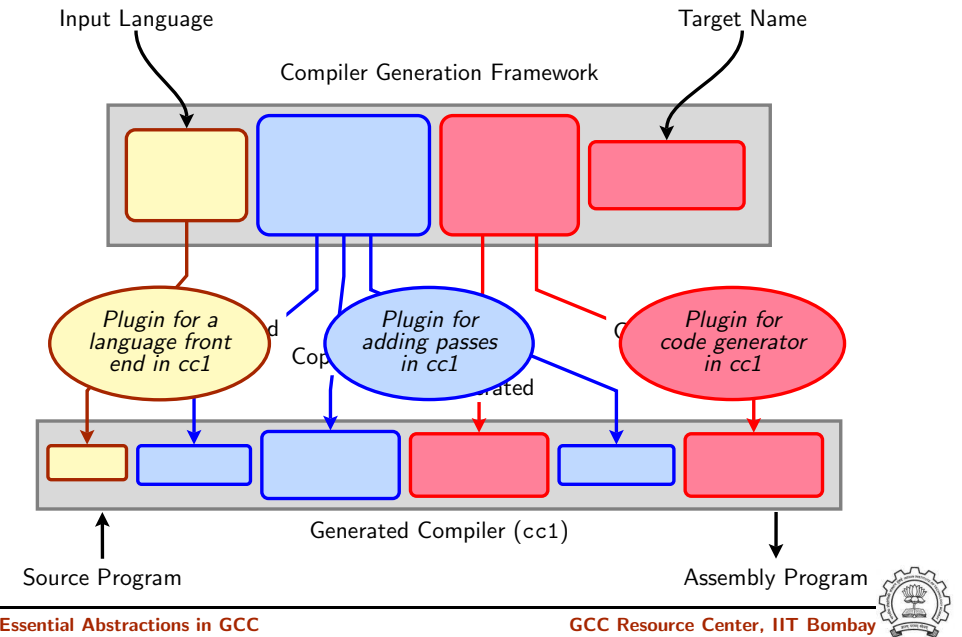 Input Language
Target Name
Compiler Generation Framework
Plugin for a
language front
end in cc1
Plugin for
adding passes
in cc1
Plugin for
code generator
in cc1
Generated Compiler (cc1)
Source Program
Assembly Program
Essential Abstractions in GCC
GCC Resource Center, IIT Bombay